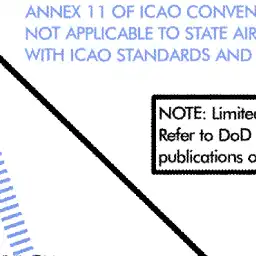 ANNEX 11 OF ICAO CONVEN
NOT APPLICABLE TO STATE AIR
WITH ICAO STANDARDS AND
NOTE: Limite
Refer to DoD
publications o